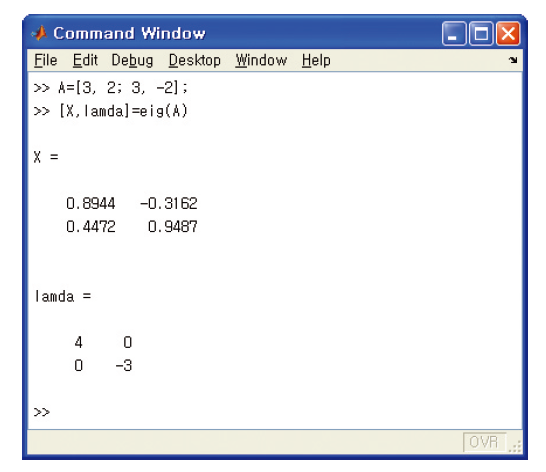 Command Window
File Edit Debug Desktop Window Help
>> A=[3, 2; 3, -2];
>> [X,lamda]=eig(A)
X =
0.8944 -0.3162
0.4472 0.9487
lamda =
4 0
0 -3
>>
OVR